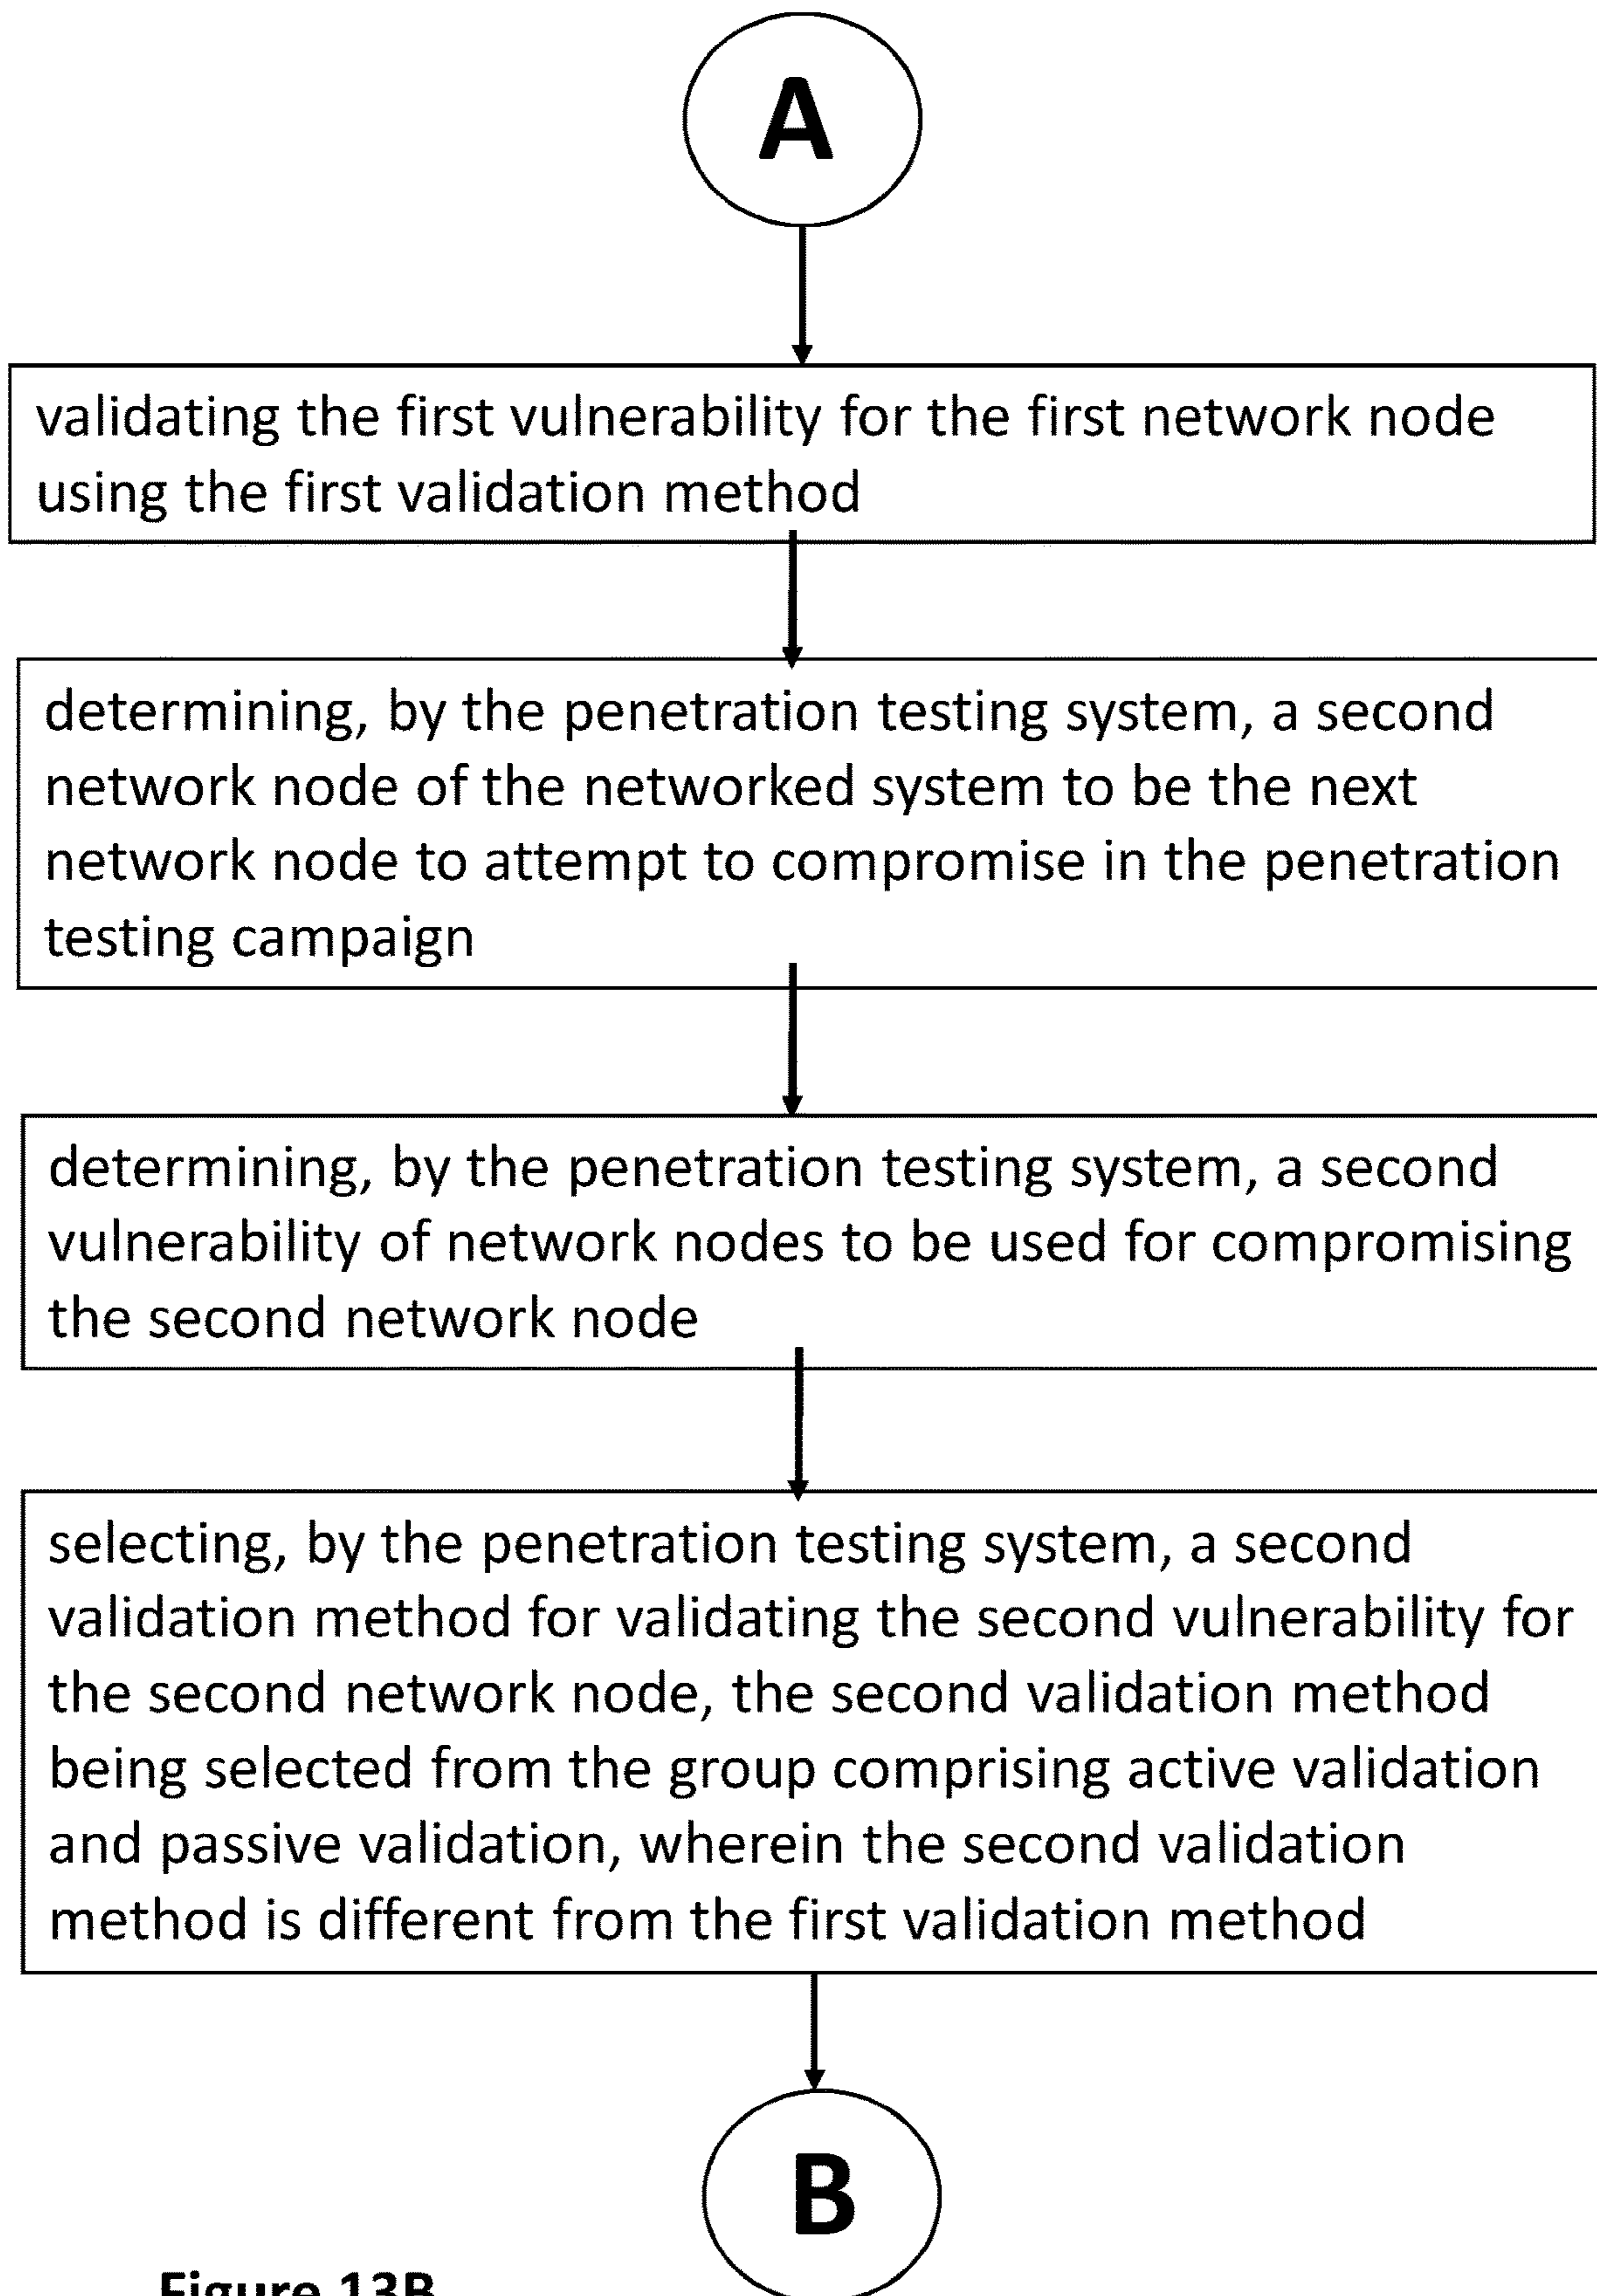 A
validating the first vulnerability for the first network node
using the first validation method
determining, by the penetration testing system, a second
network node of the networked system to be the next
network node to attempt to compromise in the penetration
testing campaign
determining, by the penetration testing system, a second
vulnerability of network nodes to be used for compromising
the second network node
selecting, by the penetration testing system, a second
validation method for validating the second vulnerability for
the second network node, the second validation method
being selected from the group comprising active validation
and passive validation, wherein the second validation
method is different from the first validation method
B
Figure 13B